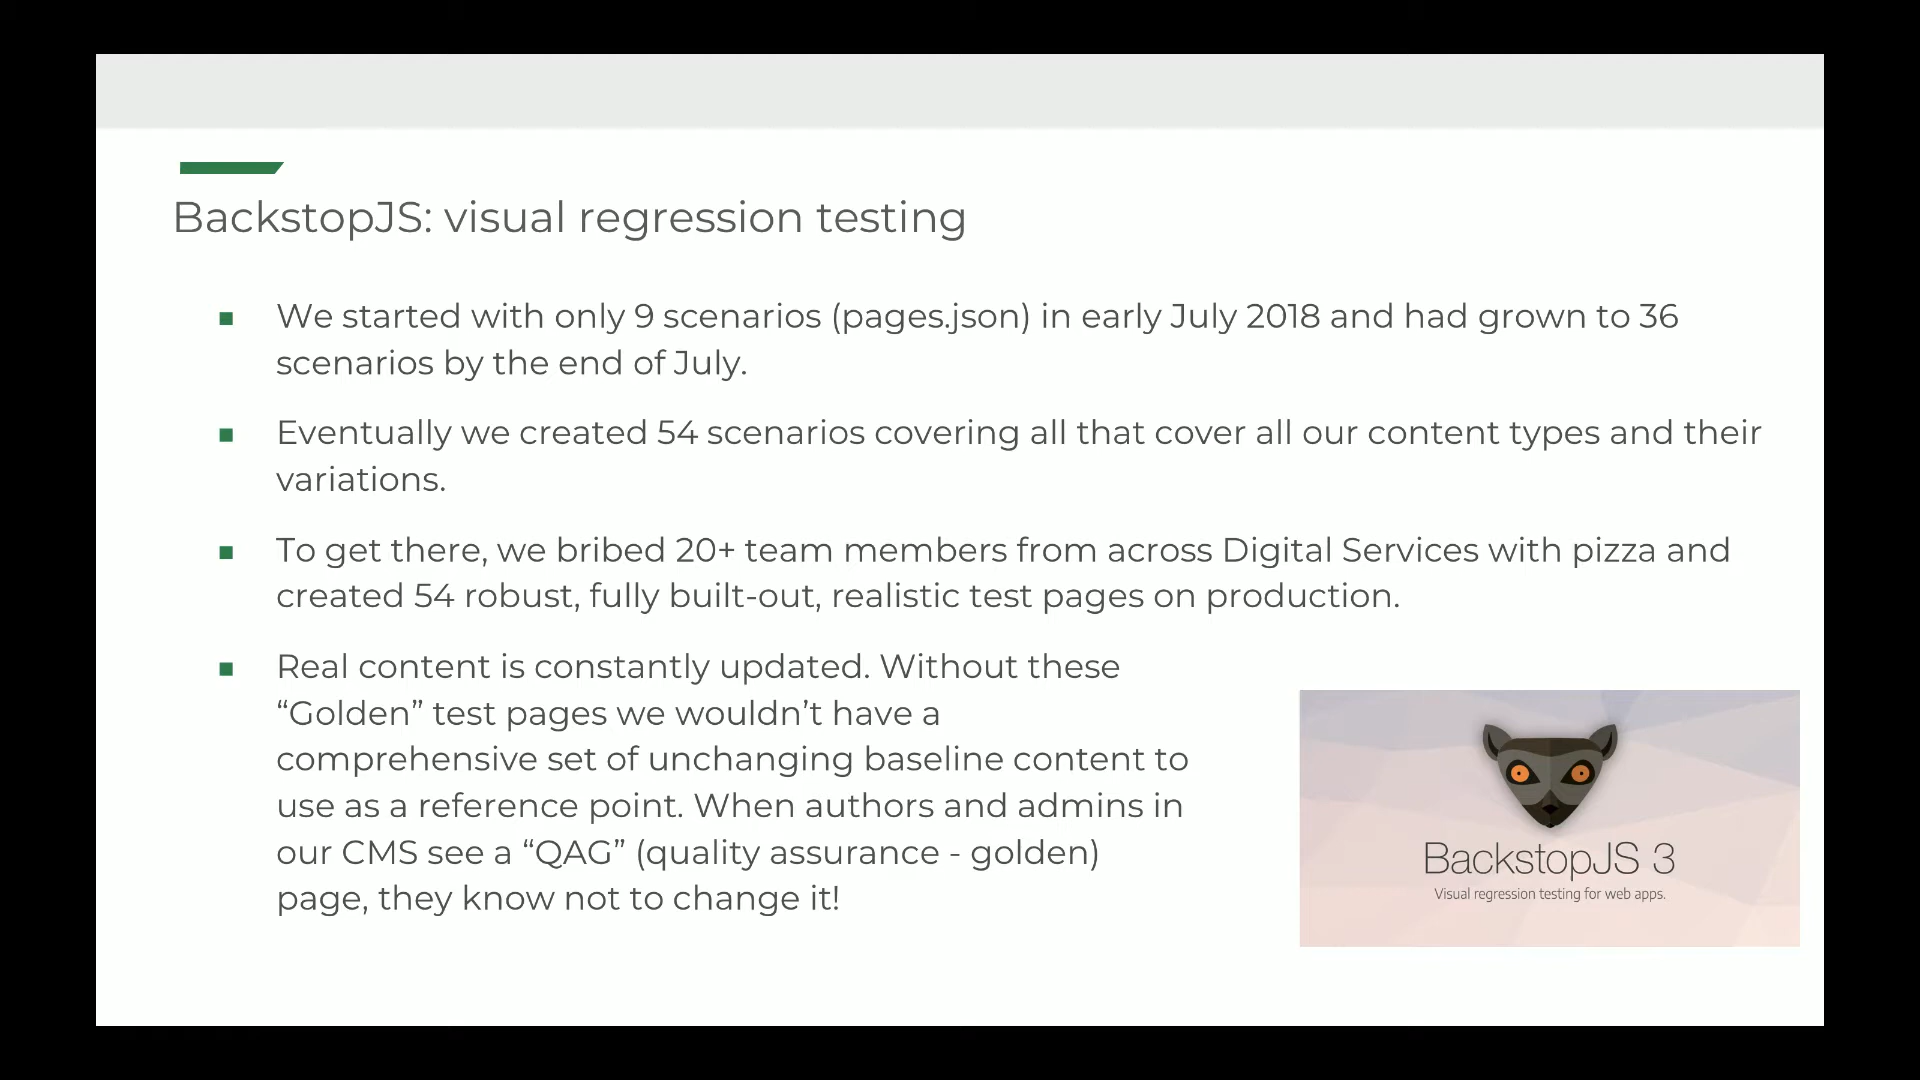 BackstopJS: visual regression testing
We started with only 9 scenarios (pages.json) in early July 2018 and had grown to 36
scenarios by the end of July.
Eventually we created 54 scenarios covering all that cover all our content types and their
variations.
To get there, we bribed 20+ team members from across Digital Services with pizza and
created 54 robust, fully built-out, realistic test pages on production.
Real content is constantly updated. Without these
“Golden” test pages we wouldn’t have a
comprehensive set of unchanging baseline content to
use as a reference point. When authors and admins in
our CMS see a “QAG” (quality assurance - golden)
page, they know not to change it!
BackstopJS 3
Visual regression testing for web apps.